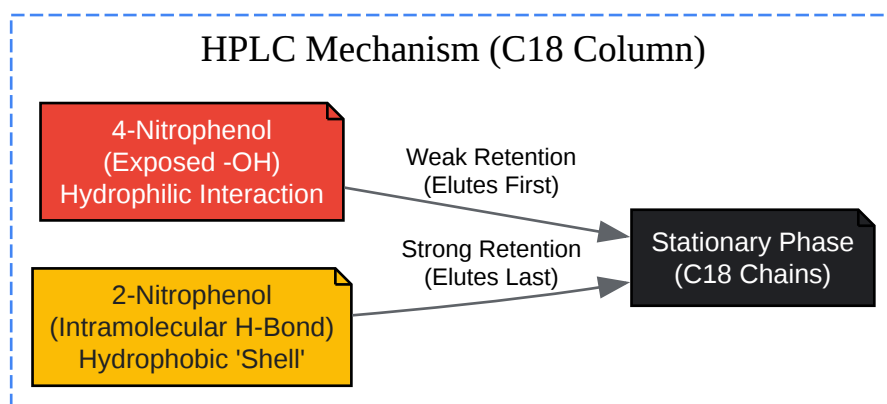 HPLC Mechanism (C18 Column)
4-Nitrophenol
(Exposed -OH)
Hydrophilic Interaction
Weak Retention
(Elutes First)
Strong Retention
(Elutes Last)
Stationary Phase
(C18 Chains)
2-Nitrophenol
(Intramolecular H-Bond)
Hydrophobic 'Shell'